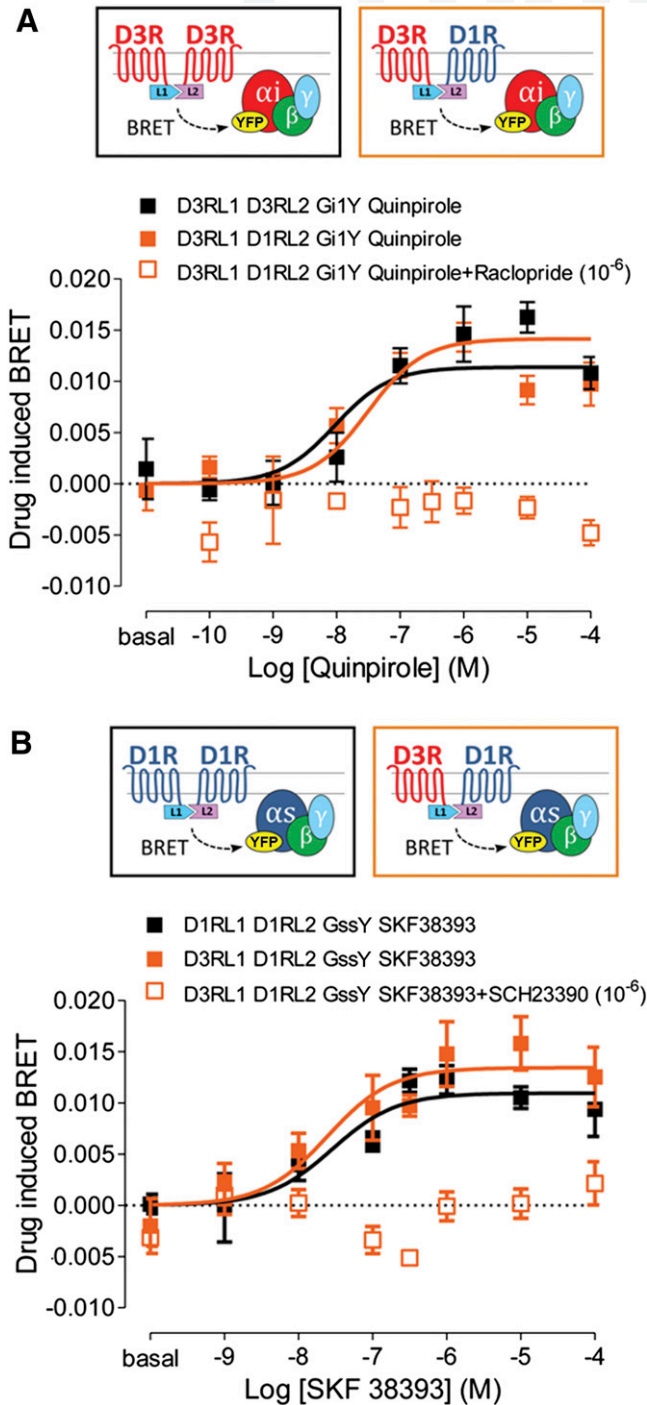 A
D3R D3R
L1 L2
αi
γ
β
YFP
BRET
D3R D1R
L1 L2
αi
γ
β
YFP
BRET
D3RL1 D3RL2 Gi1Y Quinpirole
D3RL1 D1RL2 Gi1Y Quinpirole
D3RL1 D1RL2 Gi1Y Quinpirole+Raclopride (10-6)
Drug induced BRET
0.020
0.015
0.010
0.005
0.000
-0.005
-0.010
basal -10 -9 -8 -7 -6 -5 -4
Log [Quinpirole] (M)
B
D1R D1R
L1 L2
αs
γ
β
YFP
BRET
D3R D1R
L1 L2
αs
γ
β
YFP
BRET
D1RL1 D1RL2 GssY SKF38393
D3RL1 D1RL2 GssY SKF38393
D3RL1 D1RL2 GssY SKF38393+SCH23390 (10-6)
Drug induced BRET
0.020
0.015
0.010
0.005
0.000
-0.005
-0.010
basal -9 -8 -7 -6 -5 -4
Log [SKF 38393] (M)